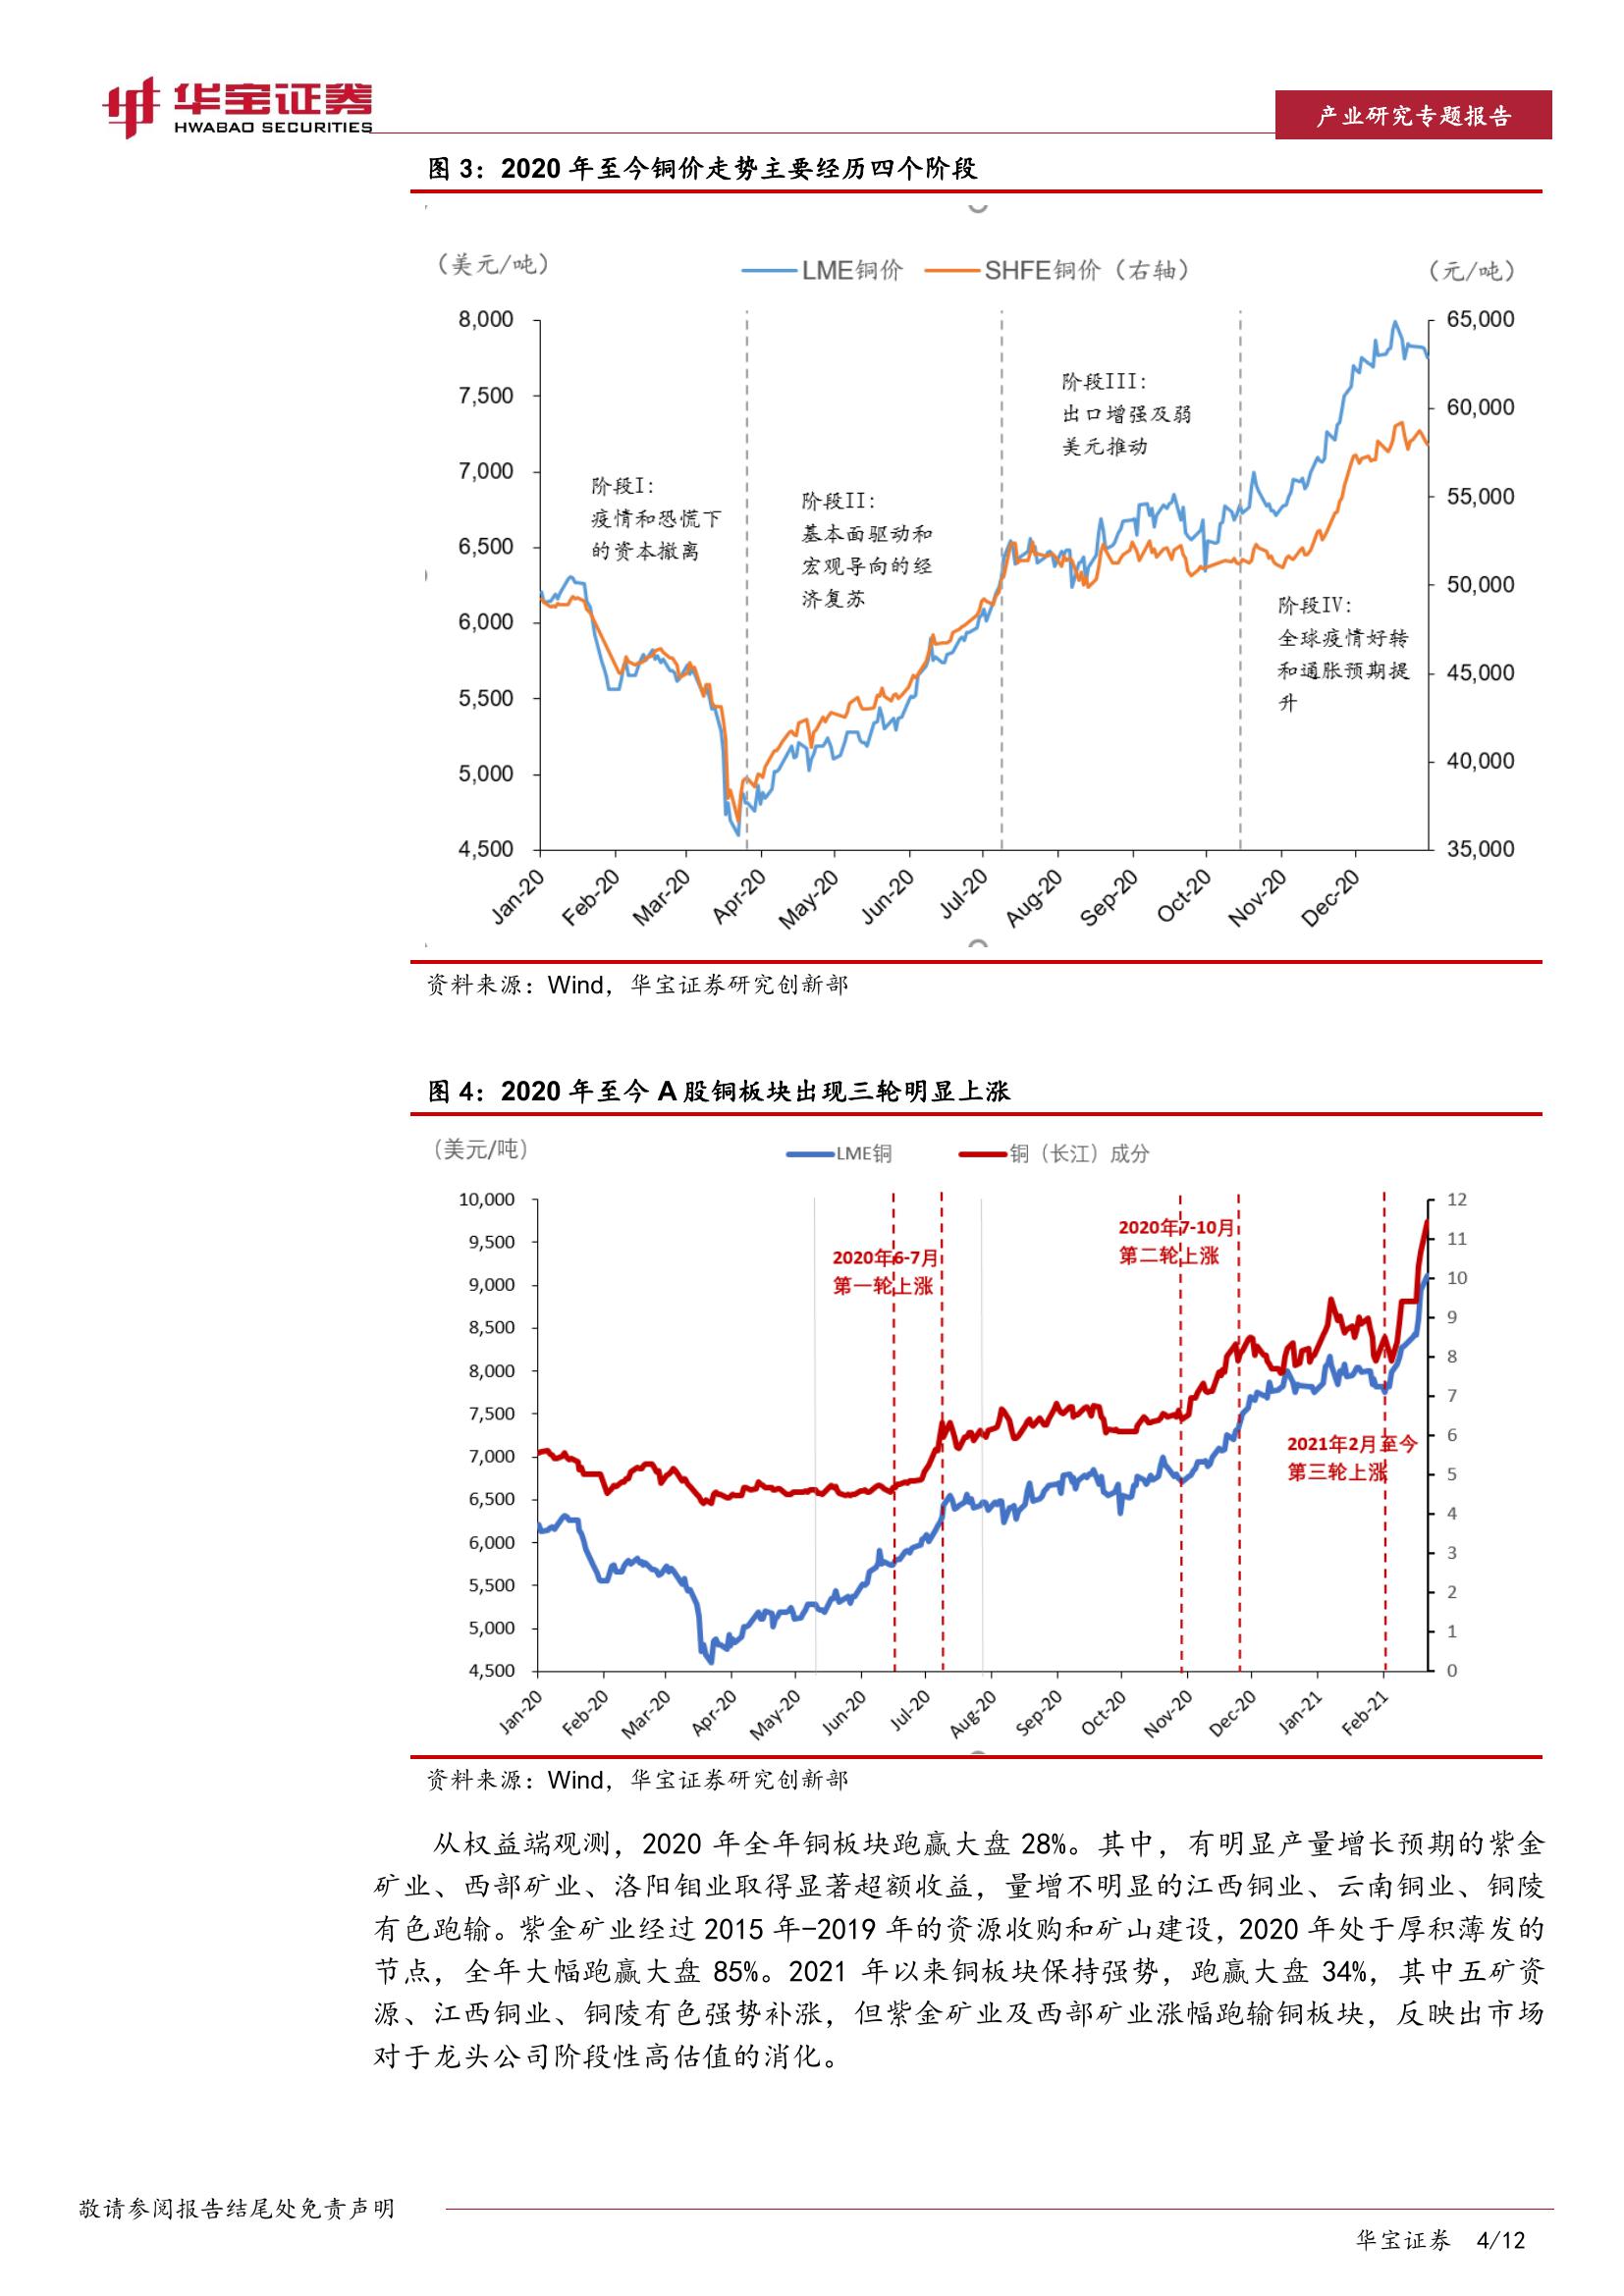 华宝证券
HWABAO SECURITIES
产业研究专题报告
图 3：2020 年至今铜价走势主要经历四个阶段
（美元/吨）
LME铜价
SHFE铜价（右轴）
（元/吨）
8,000
7,500
7,000
6,500
6,000
5,500
5,000
4,500
65,000
60,000
55,000
50,000
45,000
40,000
35,000
阶段I：
疫情和恐慌下
的资本撤离
阶段II：
基本面驱动和
宏观导向的经
济复苏
阶段III：
出口增强及弱
美元推动
阶段IV：
全球疫情好转
和通胀预期提
升
Jan-20
Feb-20
Mar-20
Apr-20
May-20
Jun-20
Jul-20
Aug-20
Sep-20
Oct-20
Nov-20
Dec-20
资料来源：Wind，华宝证券研究创新部
图 4：2020 年至今 A 股铜板块出现三轮明显上涨
（美元/吨）
LME铜
铜（长江）成分
10,000
9,500
9,000
8,500
8,000
7,500
7,000
6,500
6,000
5,500
5,000
4,500
12
11
10
9
8
7
6
5
4
3
2
1
0
2020年6-7月
第一轮上涨
2020年7-10月
第二轮上涨
2021年2月至今
第三轮上涨
Jan-20
Feb-20
Mar-20
Apr-20
May-20
Jun-20
Jul-20
Aug-20
Sep-20
Oct-20
Nov-20
Dec-20
Jan-21
Feb-21
资料来源：Wind，华宝证券研究创新部
从权益端观测，2020 年全年铜板块跑赢大盘 28%。其中，有明显产量增长预期的紫金
矿业、西部矿业、洛阳钼业取得显著超额收益，量增不明显的江西铜业、云南铜业、铜陵
有色跑输。紫金矿业经过 2015 年-2019 年的资源收购和矿山建设，2020 年处于厚积薄发的
节点，全年大幅跑赢大盘 85%。2021 年以来铜板块保持强势，跑赢大盘 34%，其中五矿资
源、江西铜业、铜陵有色强势补涨，但紫金矿业及西部矿业涨幅跑输铜板块，反映出市场
对于龙头公司阶段性高估值的消化。
敬请参阅报告结尾处免责声明
华宝证券 4/12